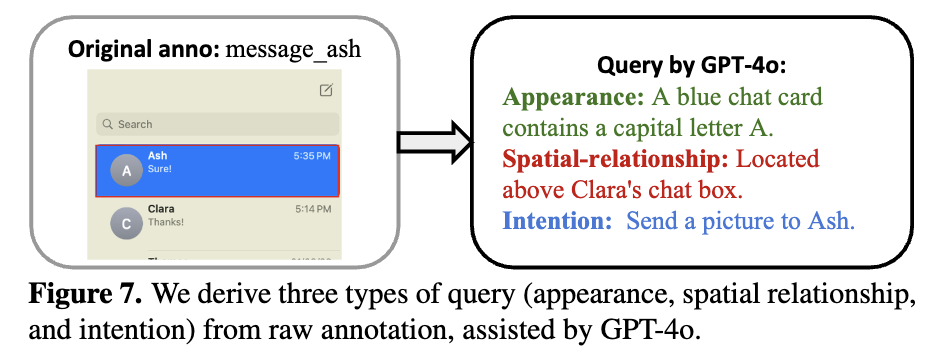 Original anno: message_ash
Search
Ash
5:35 PM
A
Sure!
Clara
5:14 PM
C
Thanks!
Query by GPT-4o:
Appearance: A blue chat card
contains a capital letter A.
Spatial-relationship: Located
above Clara's chat box.
Intention: Send a picture to Ash.
Figure 7. We derive three types of query (appearance, spatial relationship,
and intention) from raw annotation, assisted by GPT-4o.